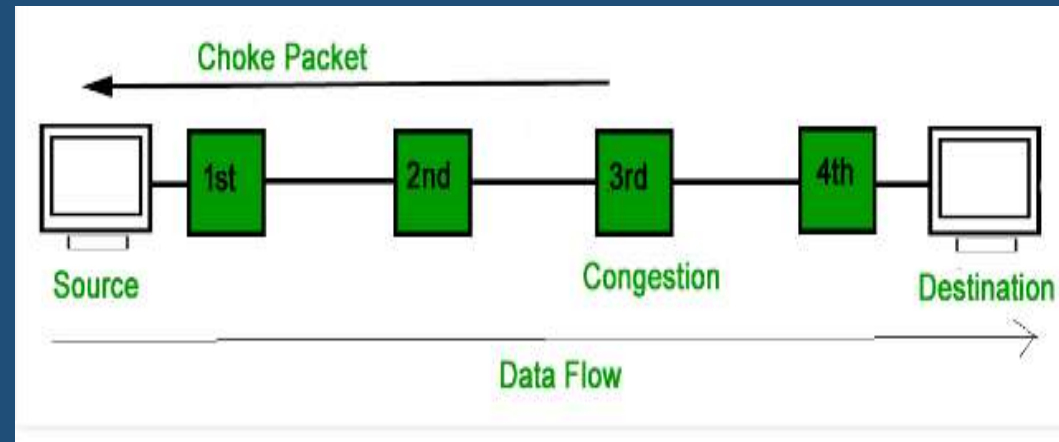 Choke Packet
1st 2nd 3rd 4th
Source Congestion Destination
Data Flow